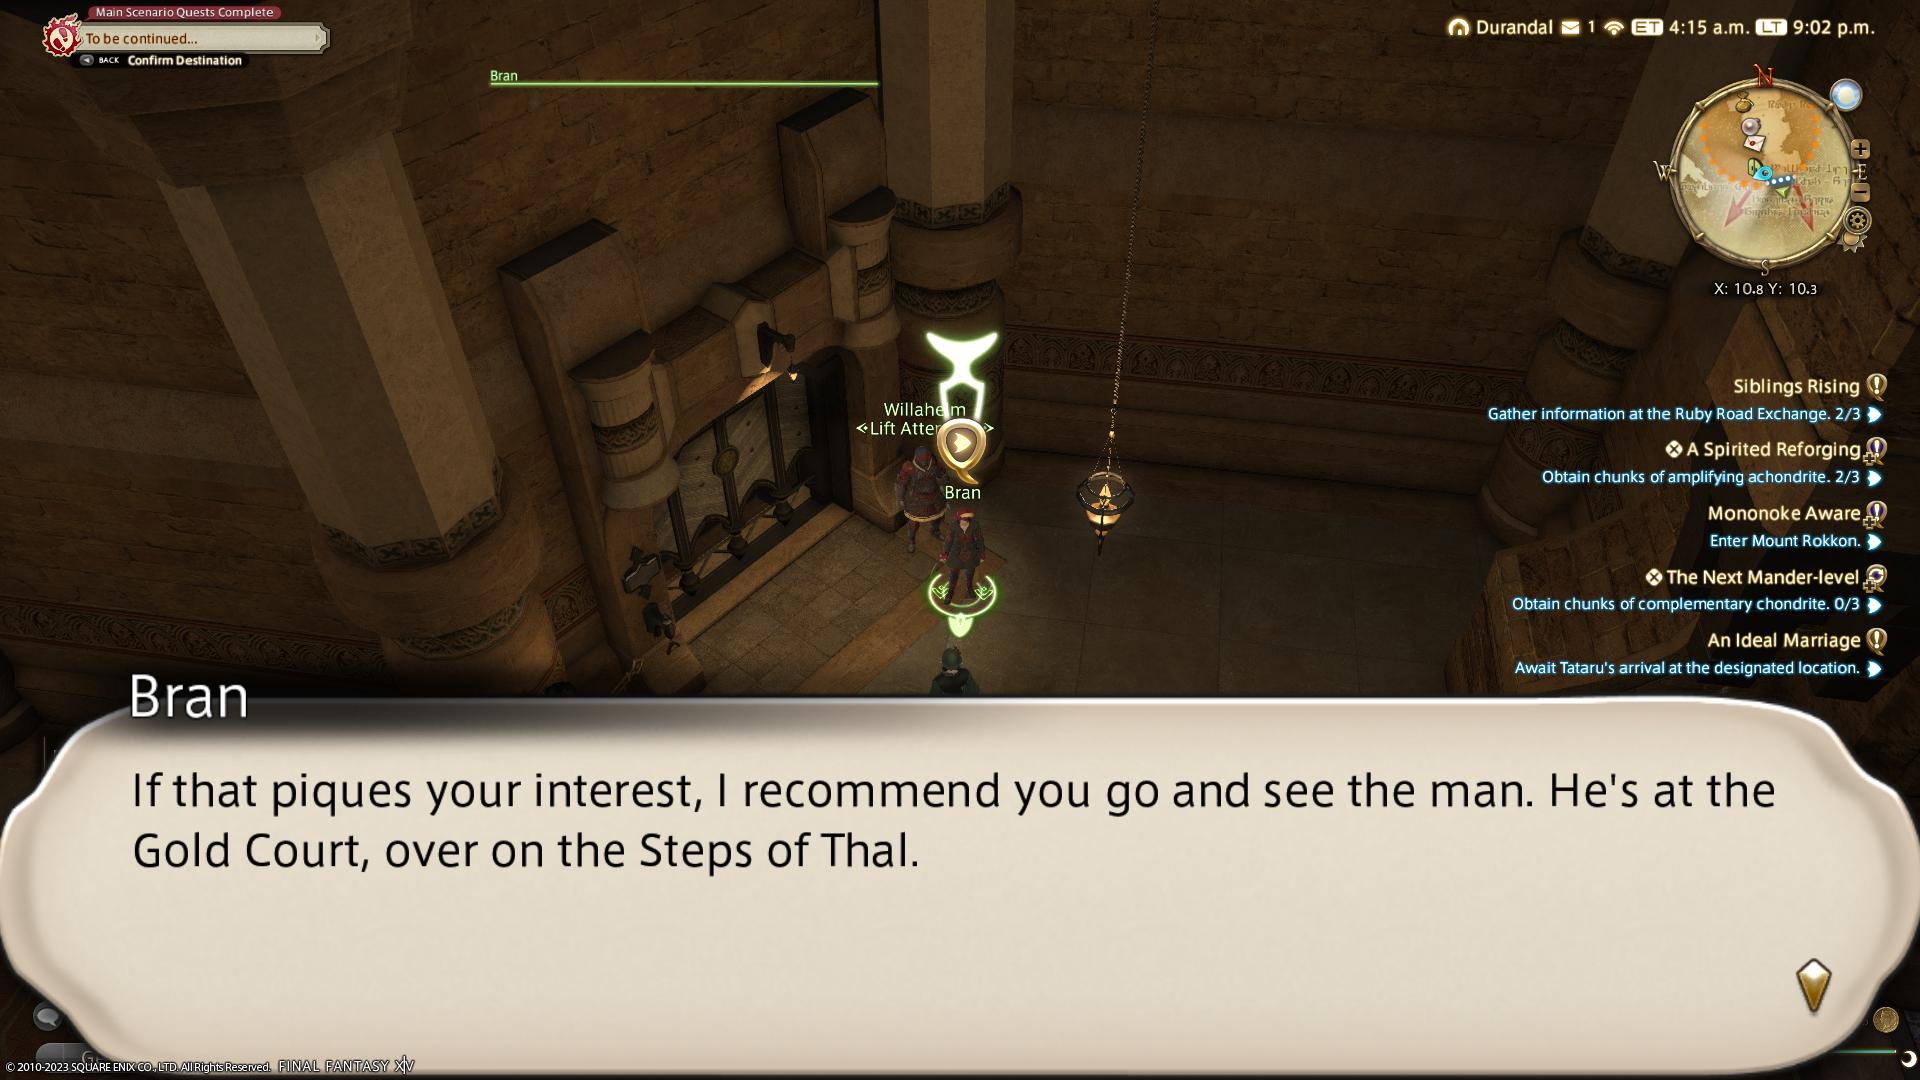 Main Scenario Quests Complete
To be continued...
BACK Confirm Destination
Bran
Durandal 1 ET 4:15 a.m. LT 9:02 p.m.
N
W
E
S
X: 10.8 Y: 10.3
Siblings Rising
Gather information at the Ruby Road Exchange. 2/3
A Spirited Reforging
Obtain chunks of amplifying achondrite. 2/3
Mononoke Aware
Enter Mount Rokkon.
The Next Mander-level
Obtain chunks of complementary chondrite. 0/3
An Ideal Marriage
Await Tataru's arrival at the designated location.
Willahelm
Lift Atten
Bran
Bran
If that piques your interest, I recommend you go and see the man. He's at the
Gold Court, over on the Steps of Thal.
© 2010-2023 SQUARE ENIX CO., LTD. All Rights Reserved. FINAL FANTASY XIV